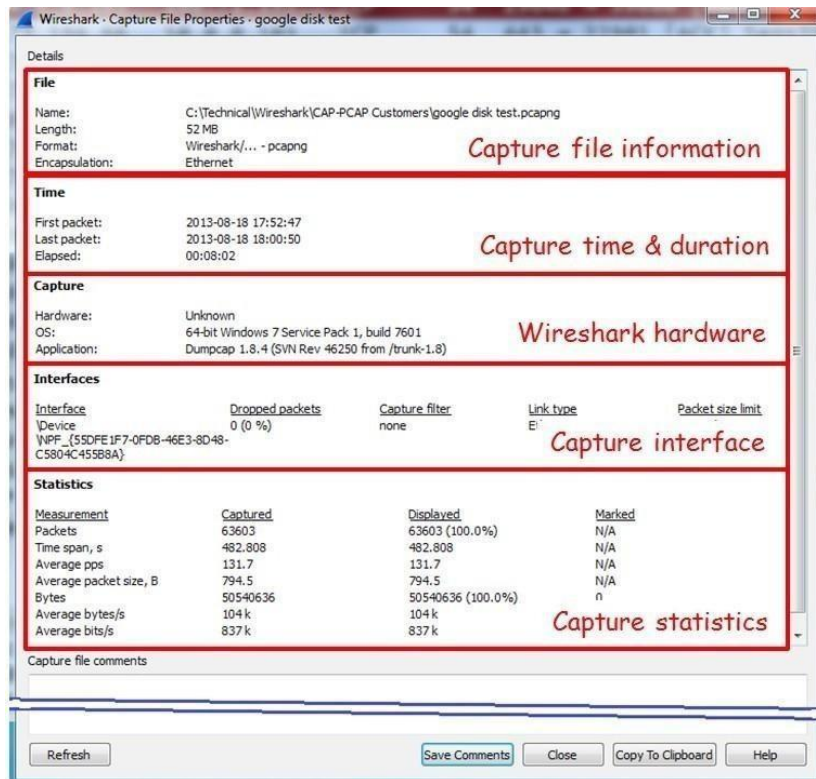 Wireshark · Capture File Properties · google disk test
Details
File
Name: C:\Technical\Wireshark\CAP-PCAP Customers\google disk test.pcapng
Length: 52 MB
Format: Wireshark/... - pcapng
Encapsulation: Ethernet
Capture file information
Time
First packet: 2013-08-18 17:52:47
Last packet: 2013-08-18 18:00:50
Elapsed: 00:08:02
Capture time & duration
Capture
Hardware: Unknown
OS: 64-bit Windows 7 Service Pack 1, build 7601
Application: Dumpcap 1.8.4 (SVN Rev 46250 from /trunk-1.8)
Wireshark hardware
Interfaces
Interface Dropped packets Capture filter Link type Packet size limit
\Device 0 (0 %) none
\NPF_{55DFE1F7-0FDB-46E3-8D48-
C5804C455B8A}
Capture interface
Statistics
Measurement Captured Displayed Marked
Packets 63603 63603 (100.0%) N/A
Time span, s 482.808 482.808 N/A
Average pps 131.7 131.7 N/A
Average packet size, B 794.5 794.5 N/A
Bytes 50540636 50540636 (100.0%) 0
Average bytes/s 104 k 104 k
Average bits/s 837 k 837 k
Capture statistics
Capture file comments
Refresh Save Comments Close Copy To Clipboard Help